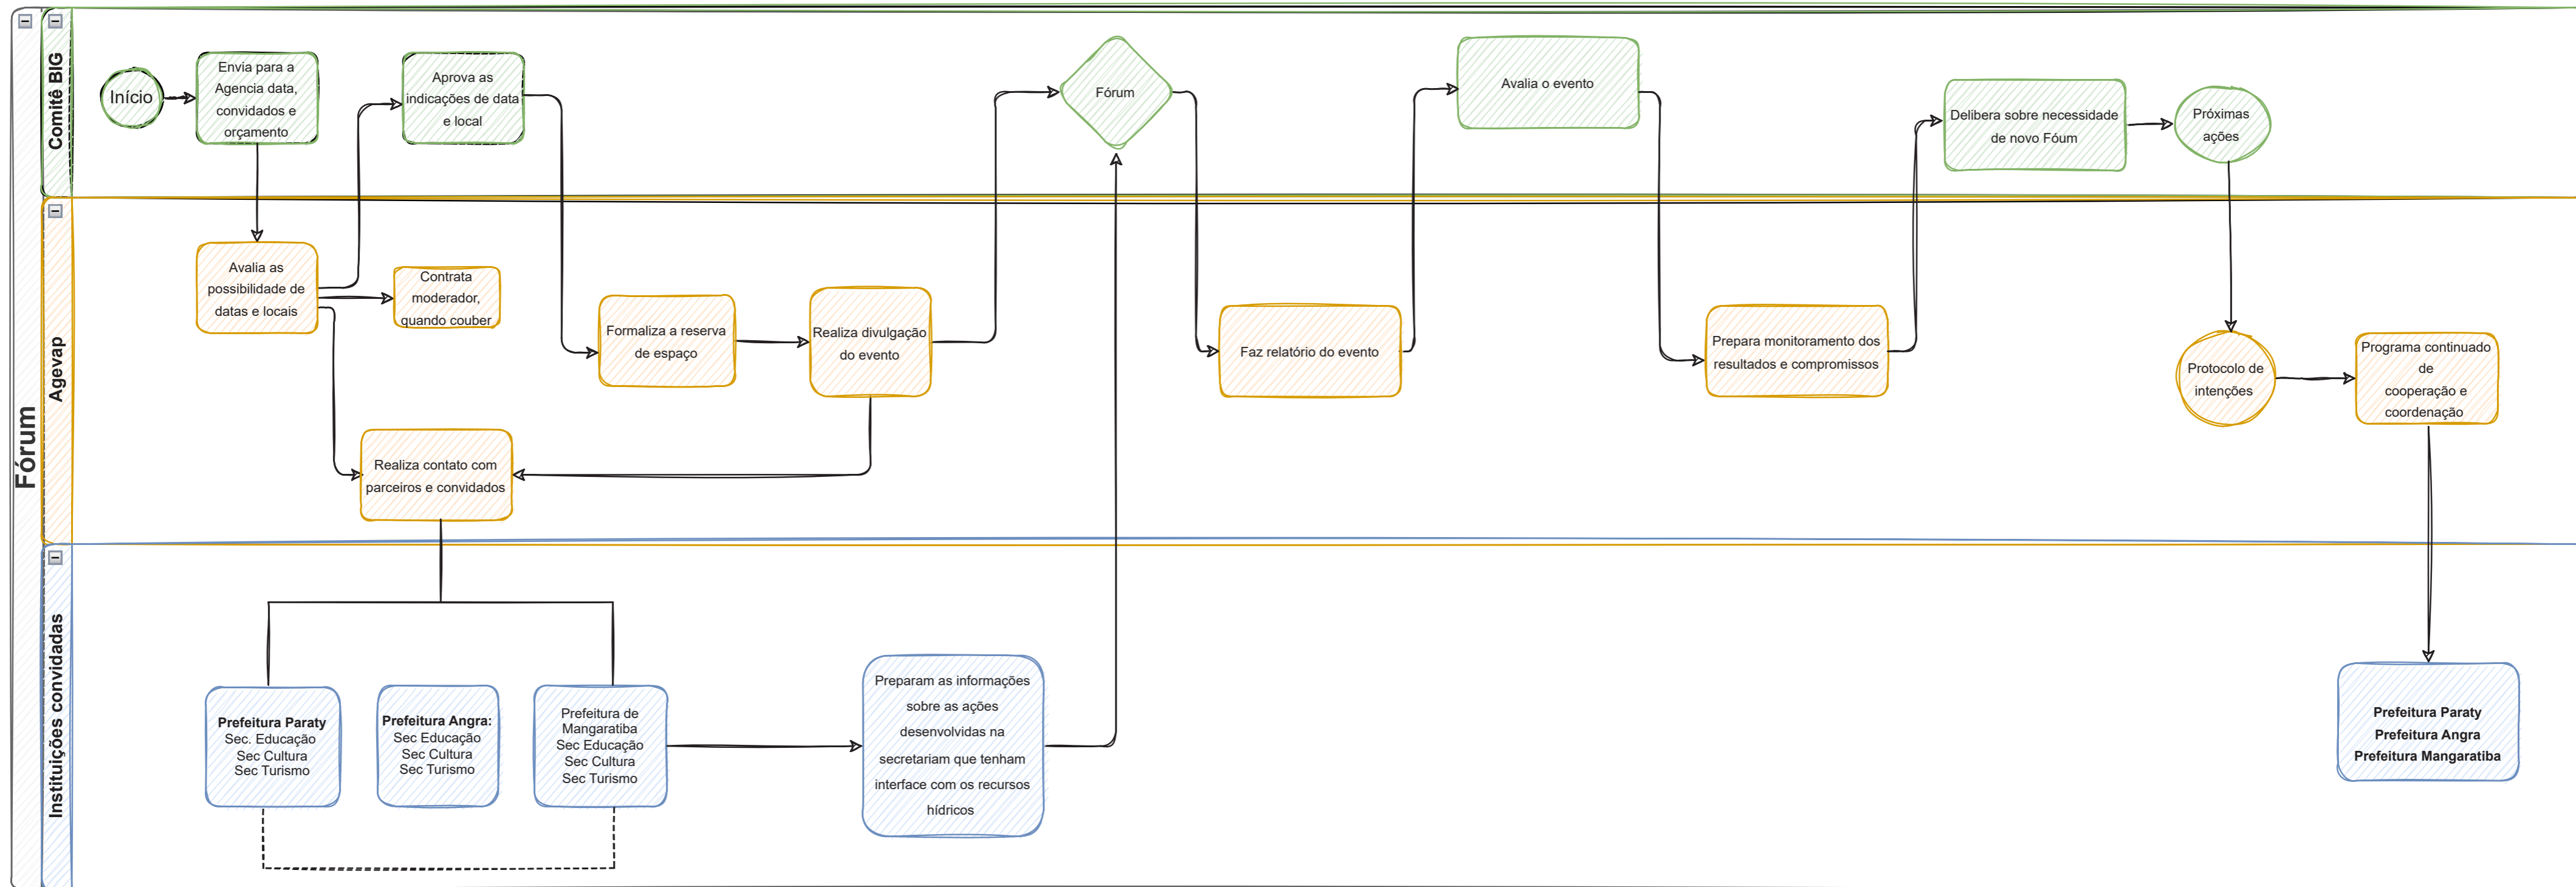 Fórum
Comitê BIG
Início
Envia para a
Agencia data,
convidados e
orçamento
Aprova as
indicações de data
e local
Fórum
Avalia o evento
Delibera sobre necessidade
de novo Fóum
Próximas
ações
Agevap
Avalia as
possibilidade de
datas e locais
Contrata
moderador,
quando couber
Formaliza a reserva
de espaço
Realiza divulgação
do evento
Faz relatório do evento
Prepara monitoramento dos
resultados e compromissos
Protocolo de
intenções
Programa continuado
de
cooperação e
coordenação
Realiza contato com
parceiros e convidados
Instituições convidadas
Prefeitura Paraty
Sec. Educação
Sec Cultura
Sec Turismo
Prefeitura Angra:
Sec Educação
Sec Cultura
Sec Turismo
Prefeitura de
Mangaratiba
Sec Educação
Sec Cultura
Sec Turismo
Preparam as informações
sobre as ações
desenvolvidas na
secretariam que tenham
interface com os recursos
hídricos
Prefeitura Paraty
Prefeitura Angra
Prefeitura Mangaratiba